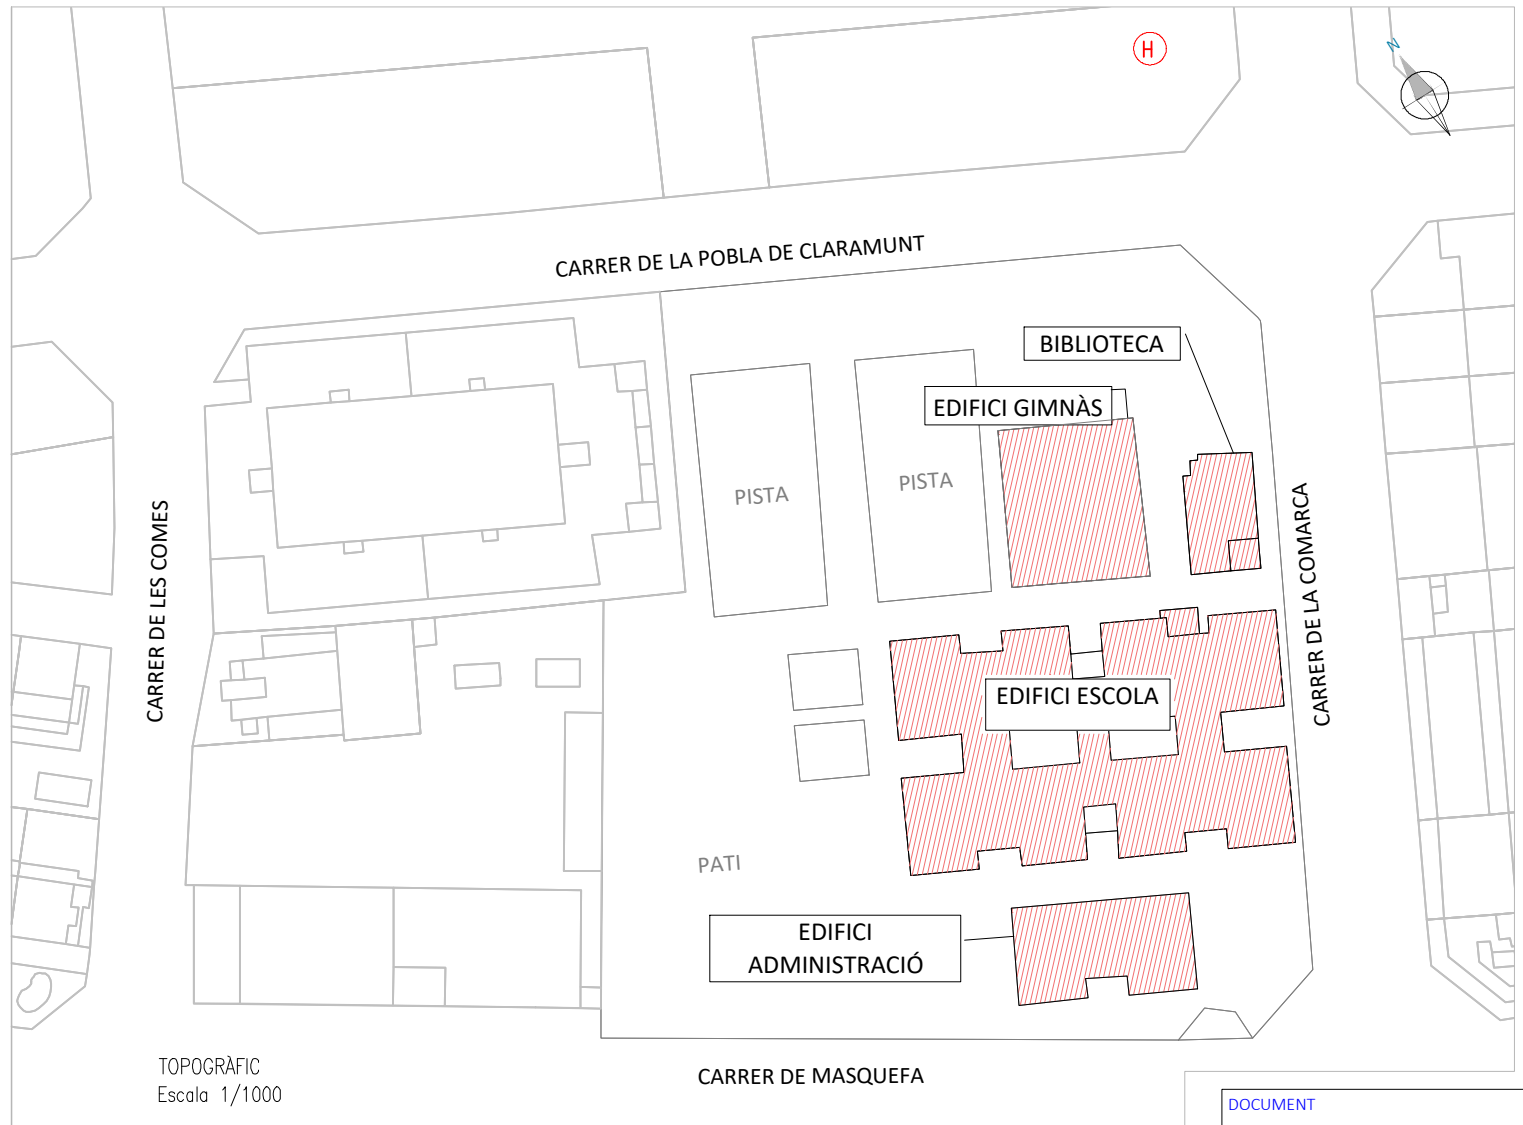 H
N
CARRER DE LA POBLA DE CLARAMUNT
BIBLIOTECA
EDIFICI GIMNÀS
PISTA
PISTA
CARRER DE LES COMES
CARRER DE LA COMARCA
EDIFICI ESCOLA
PATI
EDIFICI
ADMINISTRACIÓ
TOPOGRÀFIC
Escala 1/1000
CARRER DE MASQUEFA
DOCUMENT